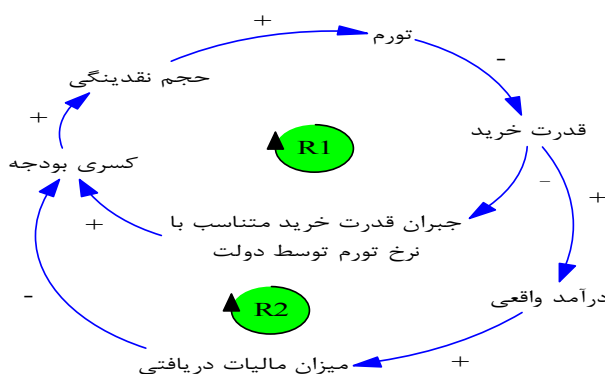 +
تورم
-
حجم نقدینگی
+
R1
قدرت خرید
کسری بودجه
-
+
جبران قدرت خرید متناسب با
نرخ تورم توسط دولت
+
درآمد واقعی
-
R2
+
میزان مالیات دریافتی